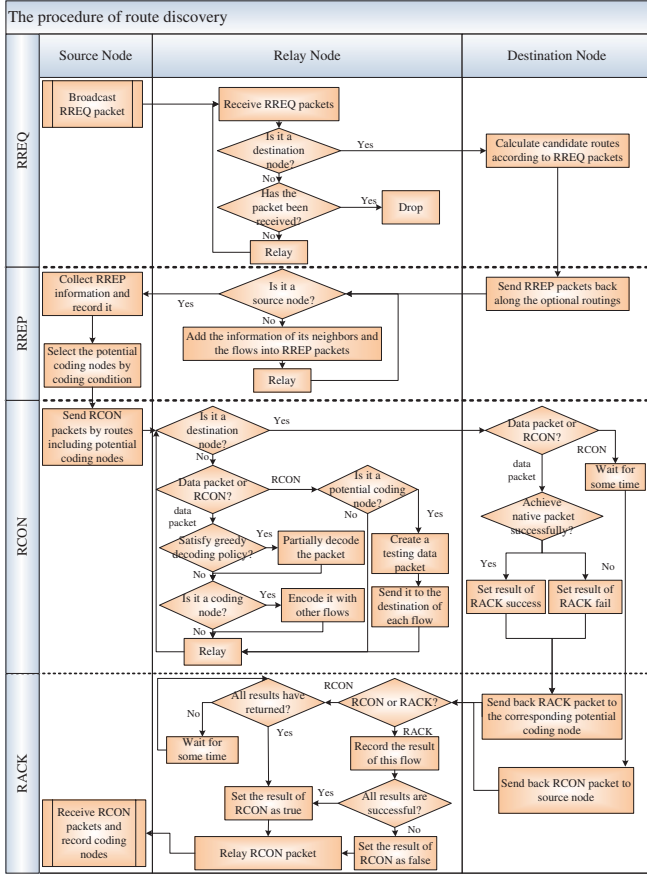 The procedure of route discovery
Source Node
Relay Node
Destination Node
RREQ
Broadcast
RREQ packet
Receive RREQ packets
Is it a
destination
node?
Yes
Calculate candidate routes
according to RREQ packets
No
Has the
packet been
received?
Yes
Drop
No
Relay
RREP
Collect RREP
information and
record it
Yes
Is it a
source node?
Send RREP packets back
along the optional routings
No
Add the information of its neighbors and
the flows into RREP packets
Select the potential
coding nodes by
coding condition
Relay
RCON
Send RCON
packets by routes
including potential
coding nodes
Is it a
destination
node?
Yes
Data packet or
RCON?
No
RCON
data
packet
Wait for
some time
Data packet or
RCON?
RCON
Is it a
potential coding
node?
data
packet
No
Yes
Achieve
native packet
successfully?
Satisfy greedy
decoding policy?
Yes
Partially decode
the packet
Create a
testing data
packet
No
Yes
No
Is it a coding
node?
Yes
Encode it with
other flows
Send it to the
destination of
each flow
Set result of
RACK success
Set result of
RACK fail
No
Relay
RACK
All results have
returned?
RCON
RCON or RACK?
Send back RACK packet to
the corresponding potential
coding node
No
Wait for
some time
Yes
RACK
Record the result
of this flow
Send back RCON packet to
source node
Set the result of
RCON as true
Yes
All results are
successful?
No
Receive RCON
packets and
record coding
nodes
Relay RCON packet
Set the result of
RCON as false